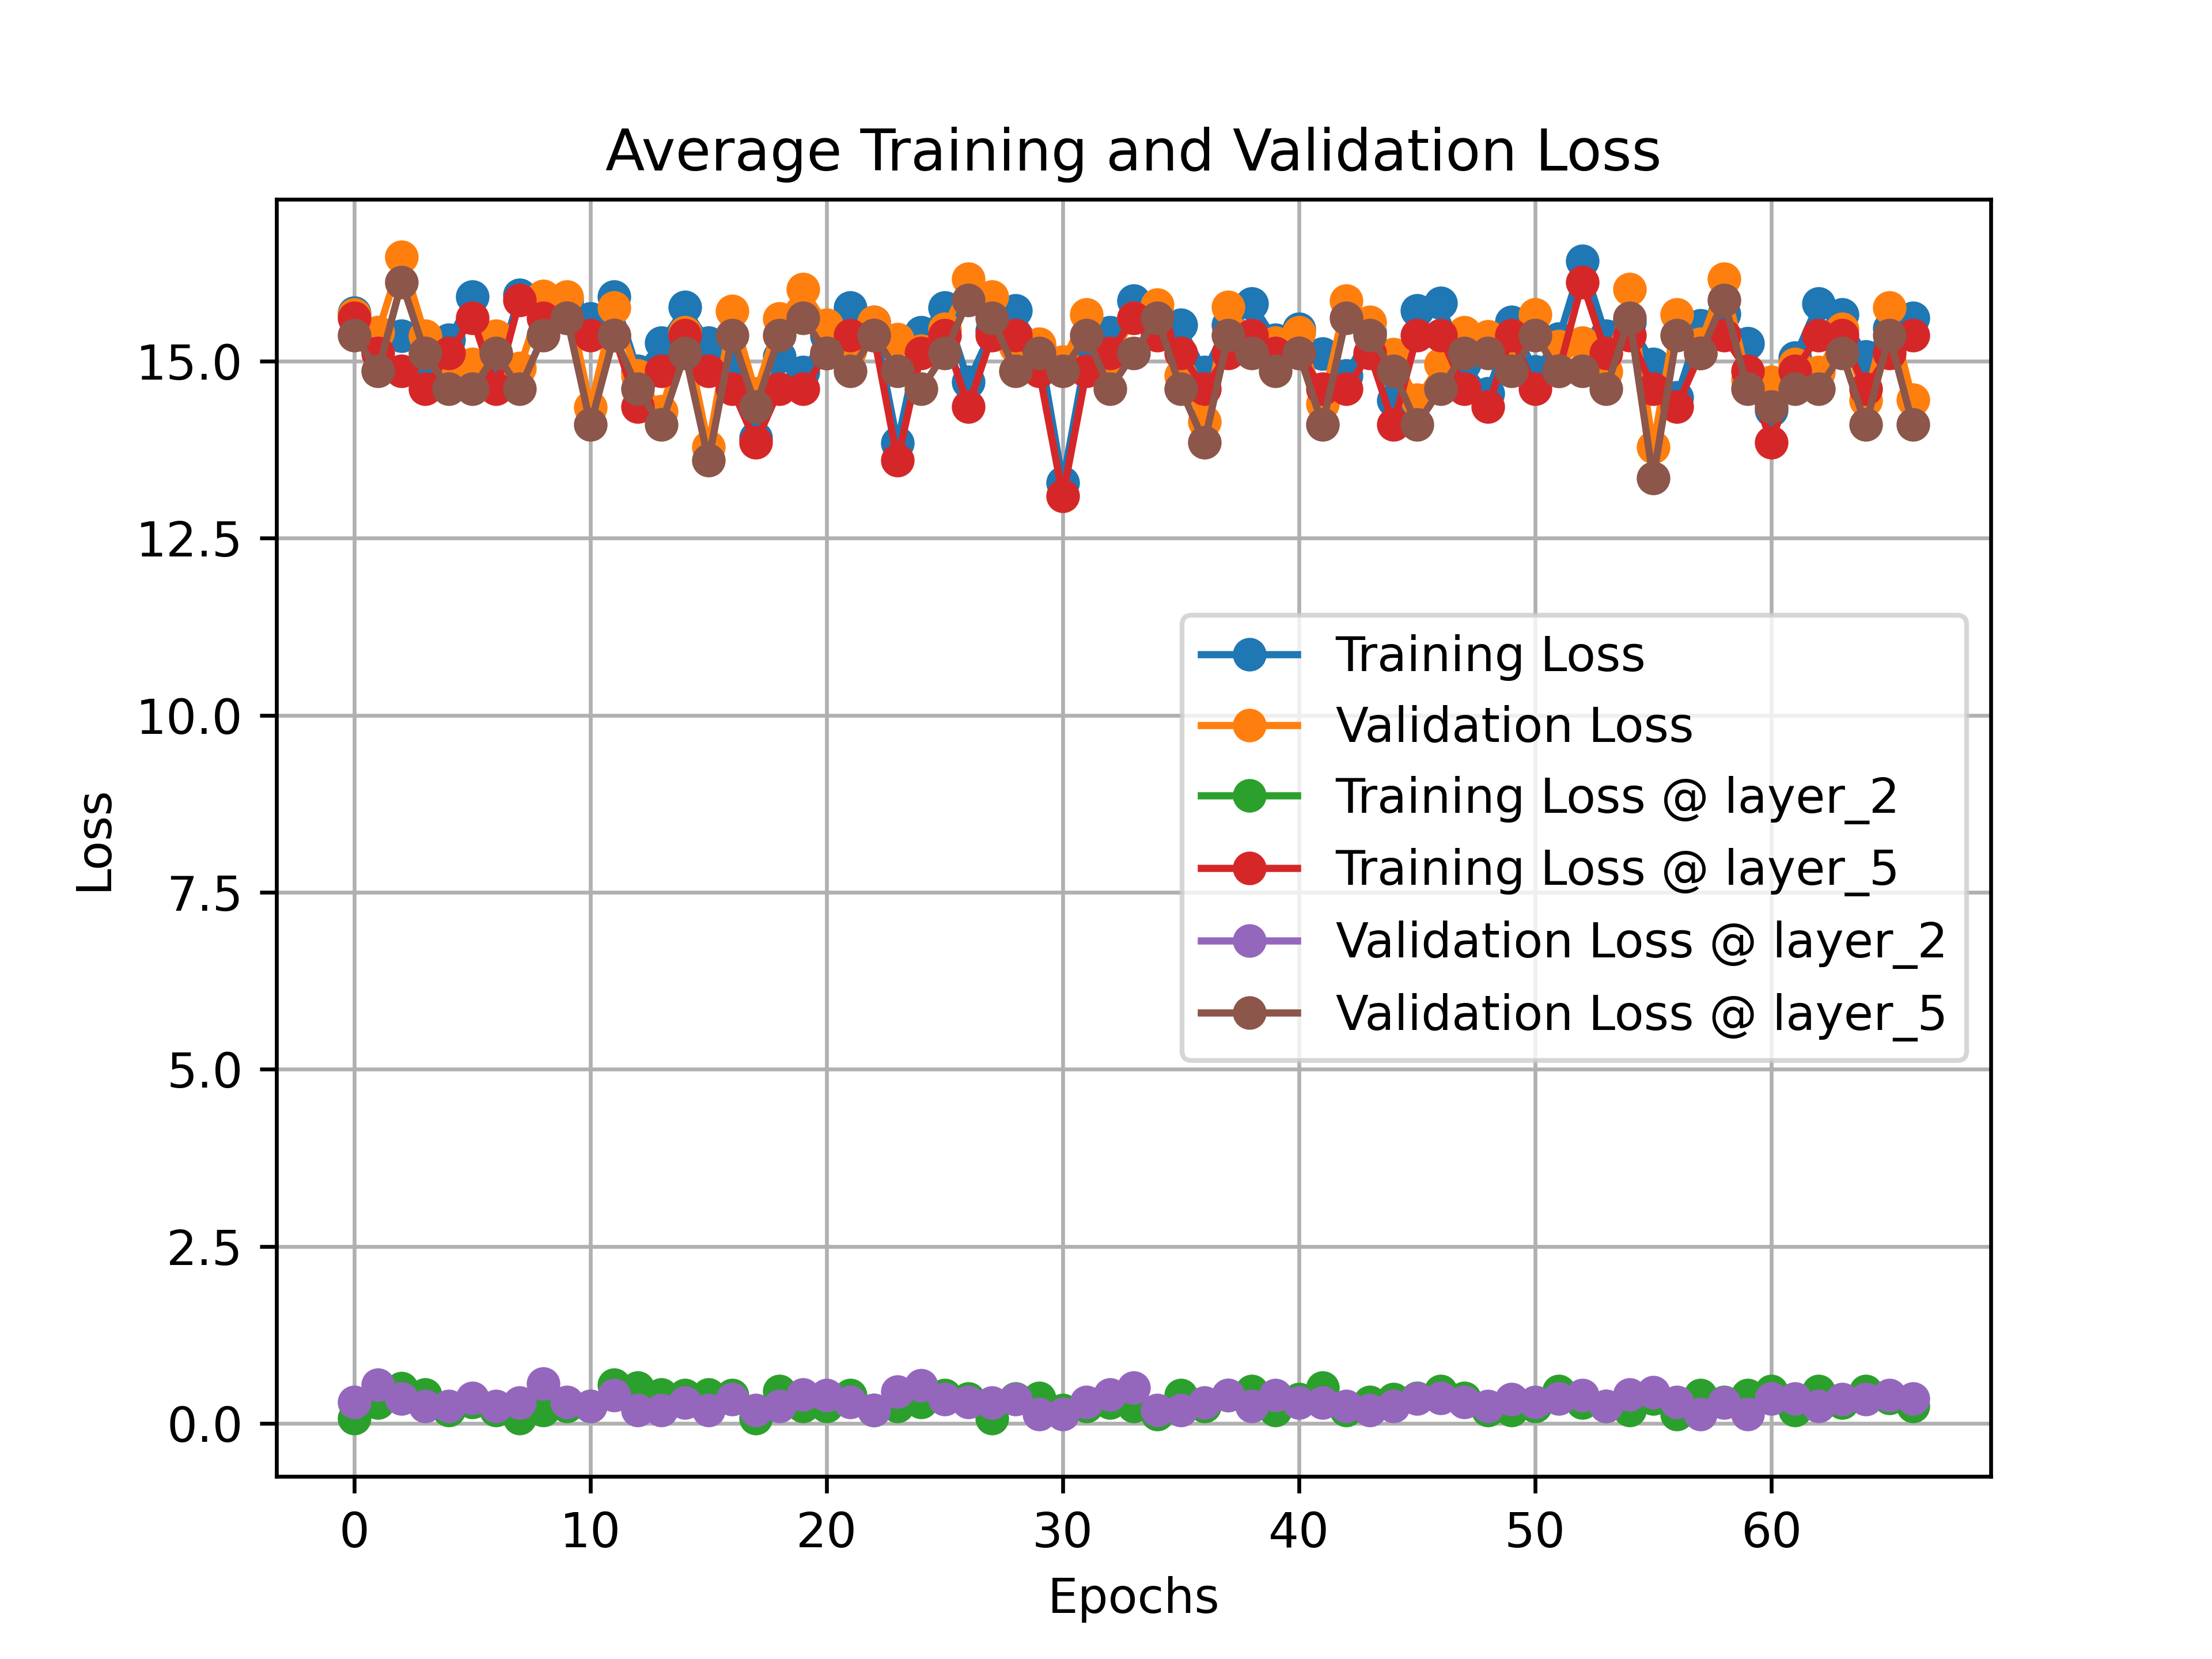 Average Training and Validation Loss
15.0
12.5
10.0
7.5
5.0
2.5
0.0
Loss
Training Loss
Validation Loss
Training Loss @ layer_2
Training Loss @ layer_5
Validation Loss @ layer_2
Validation Loss @ layer_5
0 10 20 30 40 50 60
Epochs